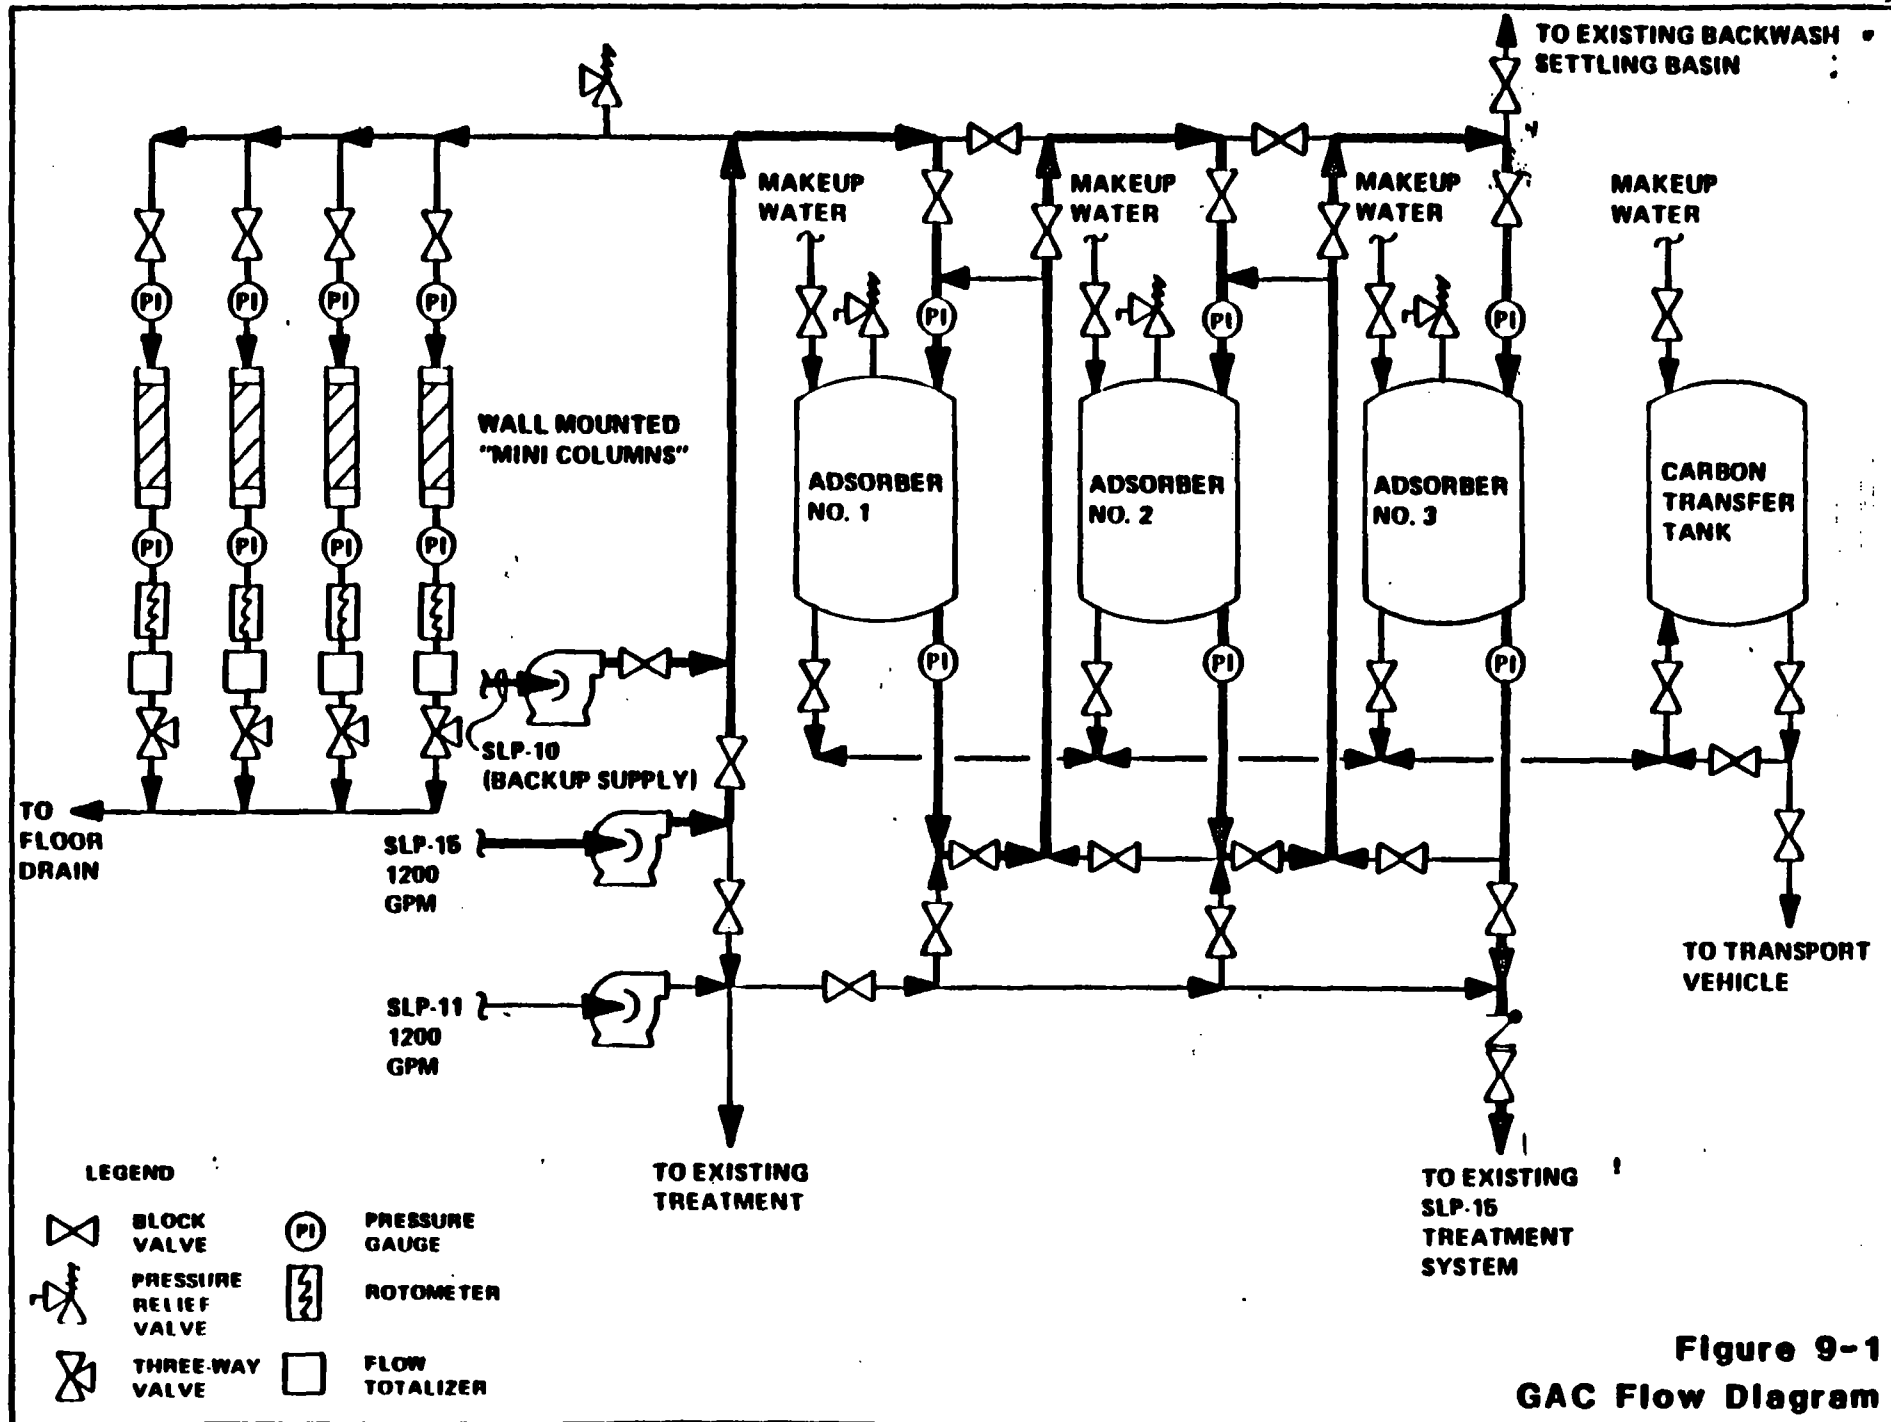 TO EXISTING BACKWASH
SETTLING BASIN
MAKEUP
WATER
MAKEUP
WATER
MAKEUP
WATER
MAKEUP
WATER
PI
PI
PI
PI
PI
PI
PI
WALL MOUNTED
"MINI COLUMNS"
ADSORBER
NO. 1
ADSORBER
NO. 2
ADSORBER
NO. 3
CARBON
TRANSFER
TANK
PI
PI
PI
PI
PI
PI
PI
SLP-10
(BACKUP SUPPLY)
TO
FLOOR
DRAIN
SLP-15
1200
GPM
SLP-11
1200
GPM
TO TRANSPORT
VEHICLE
TO EXISTING
TREATMENT
TO EXISTING
SLP-15
TREATMENT
SYSTEM
LEGEND
BLOCK
VALVE
PI
PRESSURE
GAUGE
PRESSURE
RELIEF
VALVE
ROTOMETER
THREE-WAY
VALVE
FLOW
TOTALIZER
Figure 9-1
GAC Flow Diagram